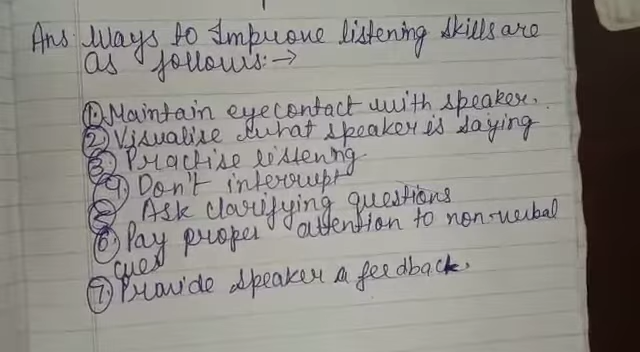 Ans: Ways to Improve listening skills are
as follows:→
1. Maintain eye contact with speaker.
2. Visualise what speaker is saying
3. Practise listening
4. Don't interrupt
5. Ask clarifying questions
6. Pay proper attention to non-verbal
cues
7. Provide speaker a feedback.